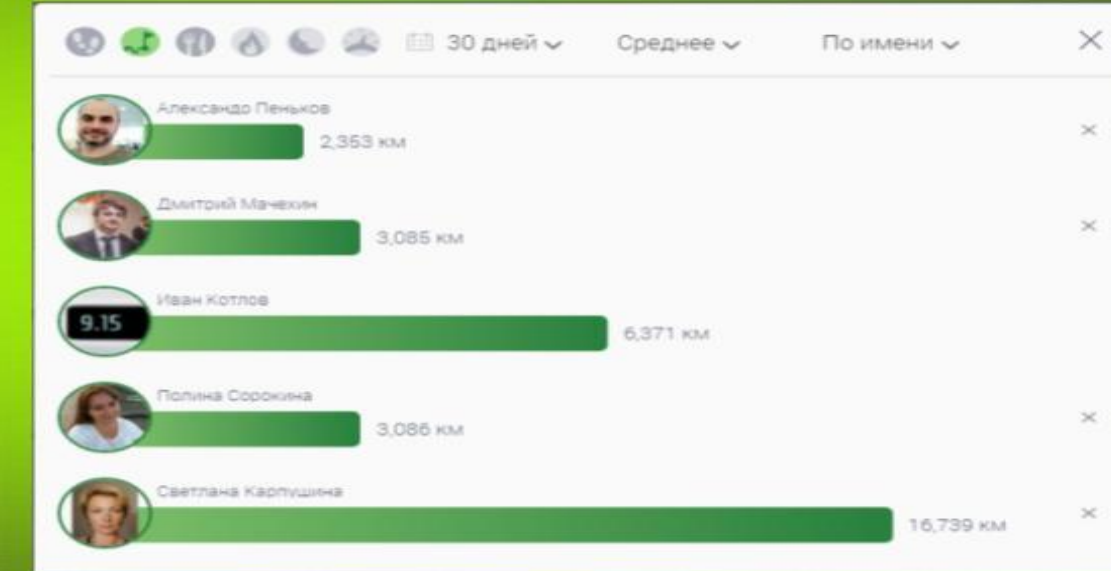 30 дней Среднее По имени
Александр Пеньков
2,353 км
Дмитрий Мачехин
3,085 км
Иван Котлов
9.15
6,371 км
Полина Сорокина
3,086 км
Светлана Карпушина
16,739 км